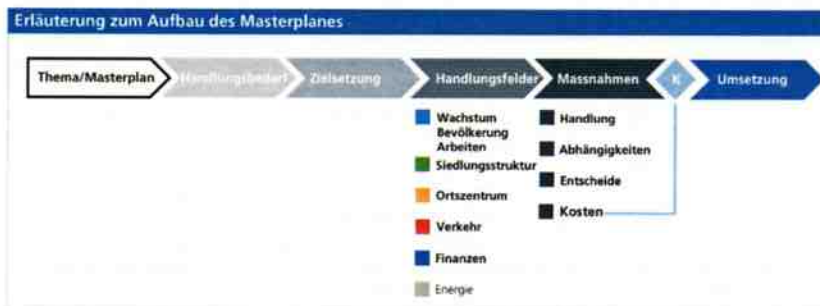 Erläuterung zum Aufbau des Masterplanes
Thema/Masterplan
Handlungsbedarf
Zielsetzung
Handlungsfelder
Massnahmen
K
Umsetzung
Wachstum
Bevölkerung
Arbeiten
Siedlungsstruktur
Ortszentrum
Verkehr
Finanzen
Energie
Handlung
Abhängigkeiten
Entscheide
Kosten